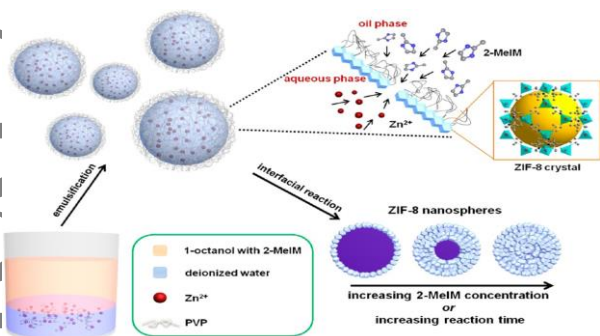 oil phase
2-MeIM
aqueous phase
Zn²⁺
ZIF-8 crystal
emulsification
interfacial reaction
ZIF-8 nanospheres
1-octanol with 2-MeIM
deionized water
Zn²⁺
PVP
increasing 2-MeIM concentration
or
increasing reaction time